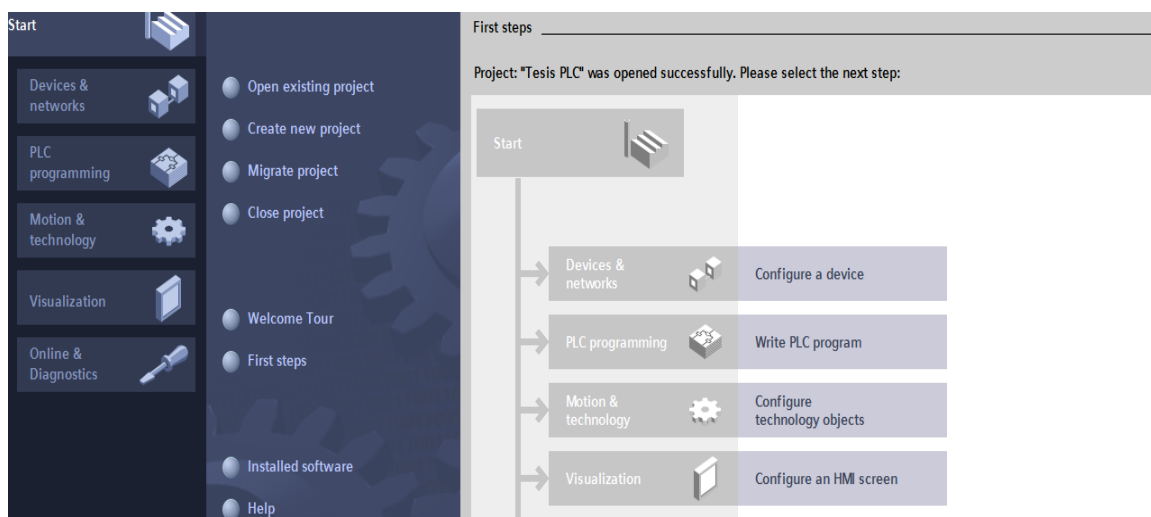 Start
Devices &
networks
PLC
programming
Motion &
technology
Visualization
Online &
Diagnostics
Open existing project
Create new project
Migrate project
Close project
Welcome Tour
First steps
Installed software
Help
First steps
Project: "Tesis PLC" was opened successfully. Please select the next step:
Start
Devices &
networks
Configure a device
PLC programming
Write PLC program
Motion &
technology
Configure
technology objects
Visualization
Configure an HMI screen